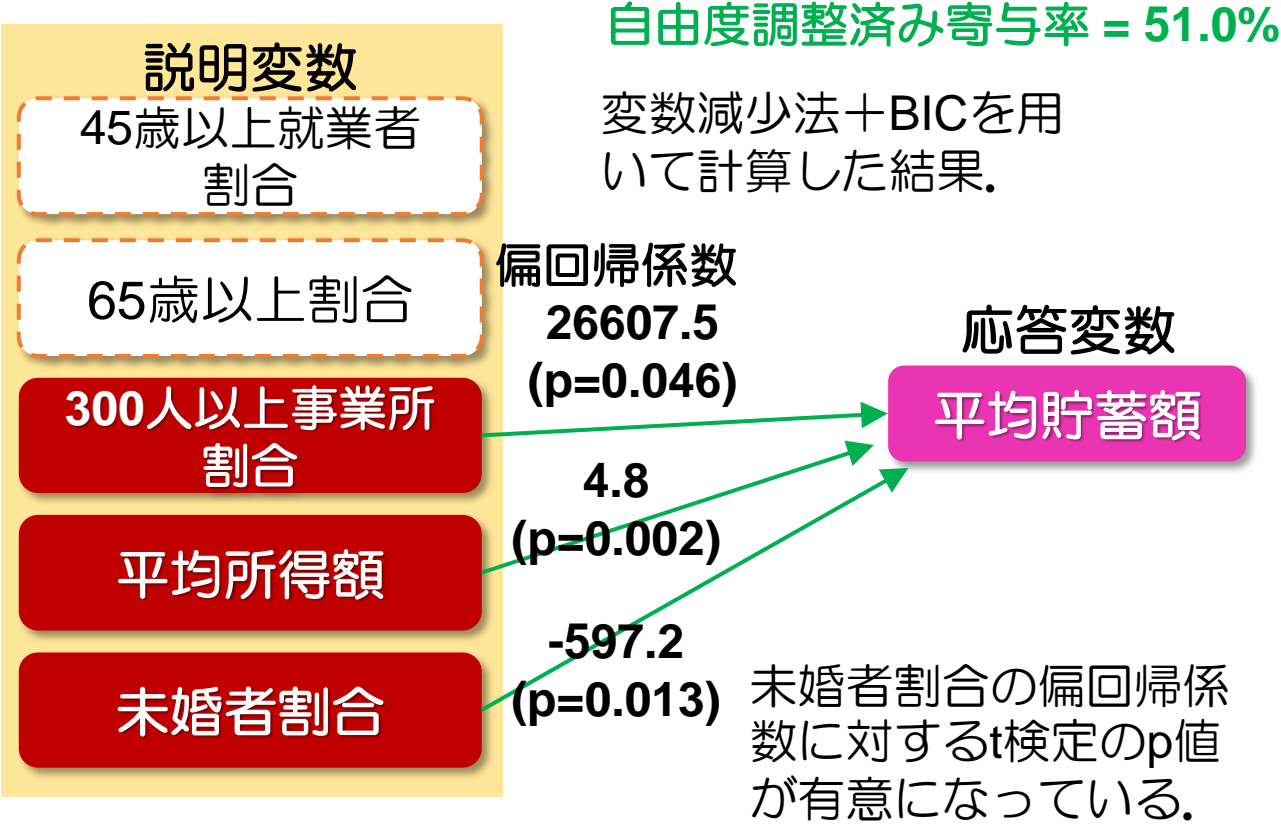 自由度調整済み寄与率 = 51.0%
説明変数
45歳以上就業者
割合
65歳以上割合
300人以上事業所
割合
平均所得額
未婚者割合
変数減少法＋BICを用
いて計算した結果．
偏回帰係数
26607.5
(p=0.046)
4.8
(p=0.002)
-597.2
(p=0.013)
応答変数
平均貯蓄額
未婚者割合の偏回帰係
数に対するt検定のp値
が有意になっている．